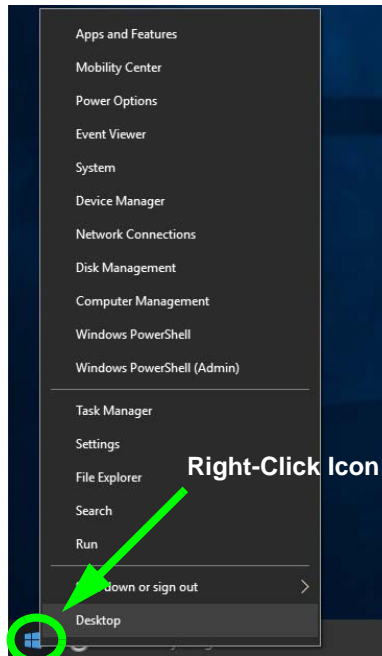 Apps and Features
Mobility Center
Power Options
Event Viewer
System
Device Manager
Network Connections
Disk Management
Computer Management
Windows PowerShell
Windows PowerShell (Admin)
Task Manager
Settings
File Explorer
Right-Click Icon
Search
Run
down or sign out
Desktop